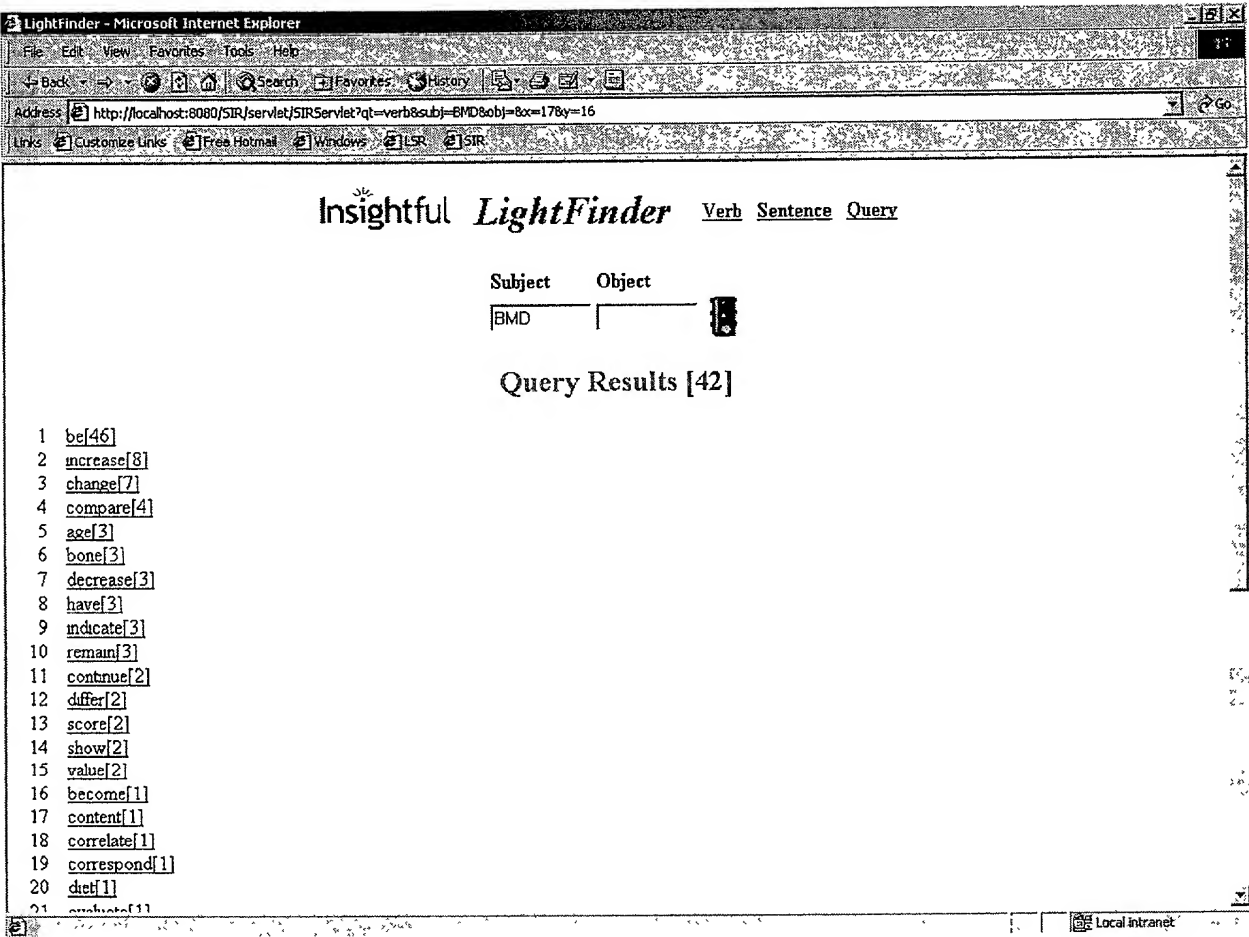 LightFinder - Microsoft Internet Explorer
File Edit View Favorites Tools Help
Back Search Favorites History
Address http://localhost:8080/SIR/servlet/SIRServlet?qt=verb&subj=BMD&obj=&x=17&y=16 Go
Links Customize Links Free Hotmail Windows LSR SIR
Insightful LightFinder Verb Sentence Query
Subject Object
BMD
Query Results [42]
1 be[46]
2 increase[8]
3 change[7]
4 compare[4]
5 age[3]
6 bone[3]
7 decrease[3]
8 have[3]
9 indicate[3]
10 remain[3]
11 continue[2]
12 differ[2]
13 score[2]
14 show[2]
15 value[2]
16 become[1]
17 content[1]
18 correlate[1]
19 correspond[1]
20 diet[1]
21 evaluate[1]
Local intranet